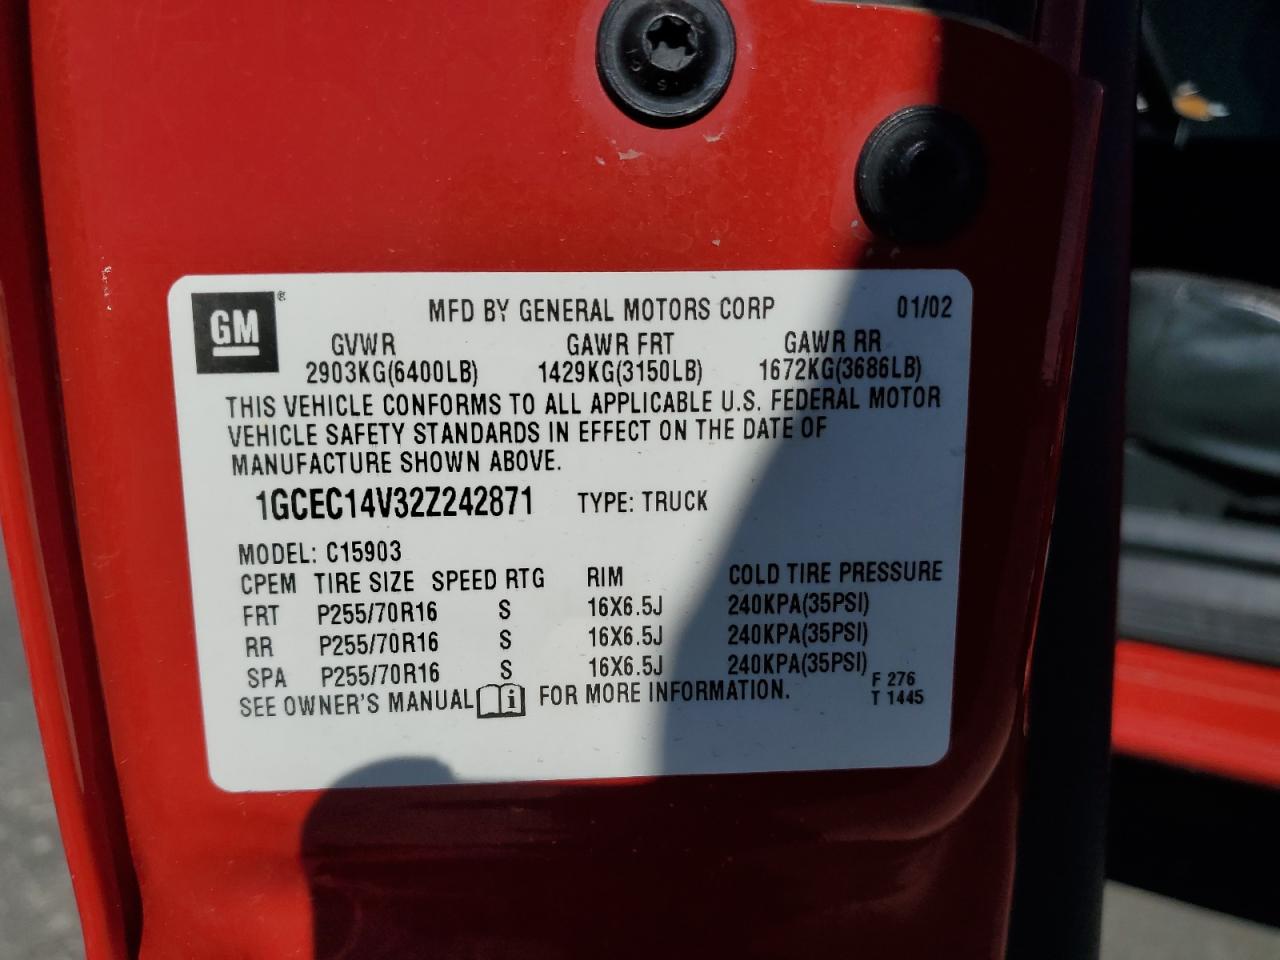 GM® MFD BY GENERAL MOTORS CORP 01/02
GVWR GAWR FRT GAWR RR
2903KG(6400LB) 1429KG(3150LB) 1672KG(3686LB)
THIS VEHICLE CONFORMS TO ALL APPLICABLE U.S. FEDERAL MOTOR
VEHICLE SAFETY STANDARDS IN EFFECT ON THE DATE OF
MANUFACTURE SHOWN ABOVE.
1GCEC14V32Z242871 TYPE: TRUCK
MODEL: C15903
CPEM TIRE SIZE SPEED RTG RIM COLD TIRE PRESSURE
FRT P255/70R16 S 16X6.5J 240KPA(35PSI)
RR P255/70R16 S 16X6.5J 240KPA(35PSI)
SPA P255/70R16 S 16X6.5J 240KPA(35PSI) F 276
SEE OWNER'S MANUAL i FOR MORE INFORMATION. T 1445